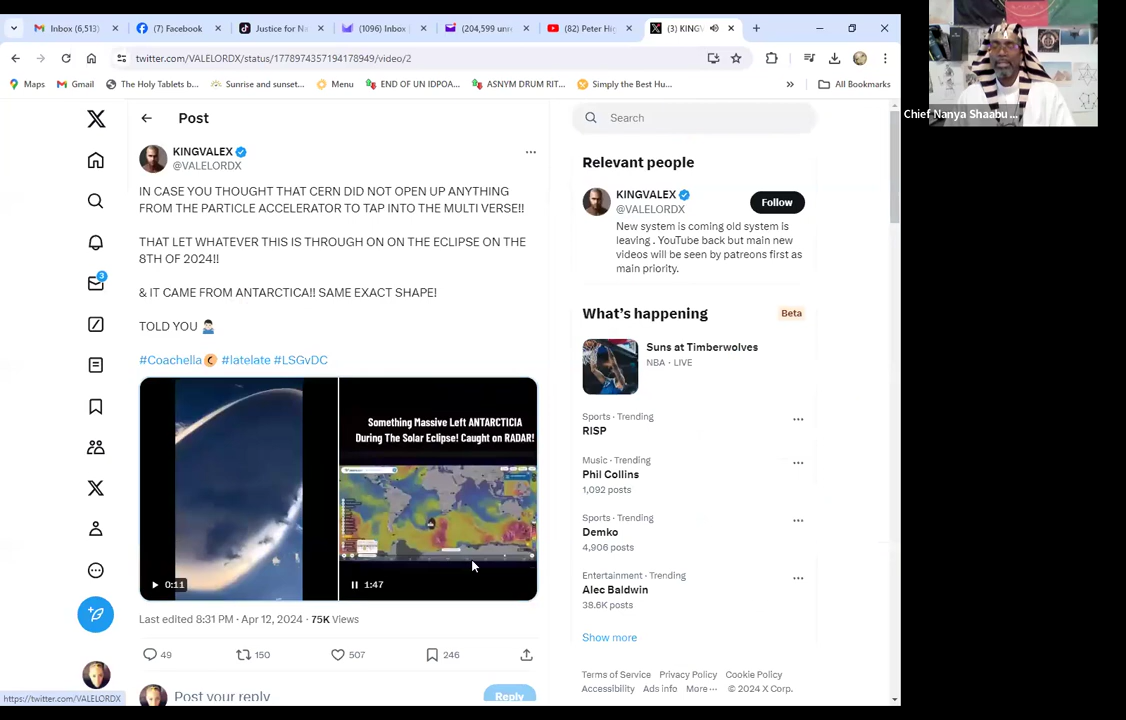 Inbox (6,513)
(7) Facebook
Justice for N
(1096) Inbox
(204,599 unr
(82) Peter Hi
(3) KING
twitter.com/VALELORDX/status/1778974357194178949/video/2
Maps
Gmail
The Holy Tablets b...
Sunrise and sunset...
Menu
END OF UN IDPOA...
ASNYM DRUM RIT...
Simply the Best Hu...
»
All Bookmarks
Chief Nanya Shaabu ...
Post
KINGVALEX
@VALELORDX
IN CASE YOU THOUGHT THAT CERN DID NOT OPEN UP ANYTHING
FROM THE PARTICLE ACCELERATOR TO TAP INTO THE MULTI VERSE!!
THAT LET WHATEVER THIS IS THROUGH ON ON THE ECLIPSE ON THE
8TH OF 2024!!
& IT CAME FROM ANTARCTICA!! SAME EXACT SHAPE!
TOLD YOU
#Coachella #latelate #LSGvDC
Something Massive Left ANTARCTICIA
During The Solar Eclipse! Caught on RADAR!
0:11
1:47
Last edited 8:31 PM · Apr 12, 2024 · 75K Views
49
150
507
246
Post your reply
Reply
3
https://twitter.com/VALELORDX
Search
Relevant people
KINGVALEX
@VALELORDX
Follow
New system is coming old system is
leaving . YouTube back but main new
videos will be seen by patreons first as
main priority.
What's happening
Beta
Suns at Timberwolves
NBA · LIVE
Sports · Trending
RISP
Music · Trending
Phil Collins
1,092 posts
Sports · Trending
Demko
4,906 posts
Entertainment · Trending
Alec Baldwin
38.6K posts
Show more
Terms of Service Privacy Policy Cookie Policy
Accessibility Ads info More ··· © 2024 X Corp.